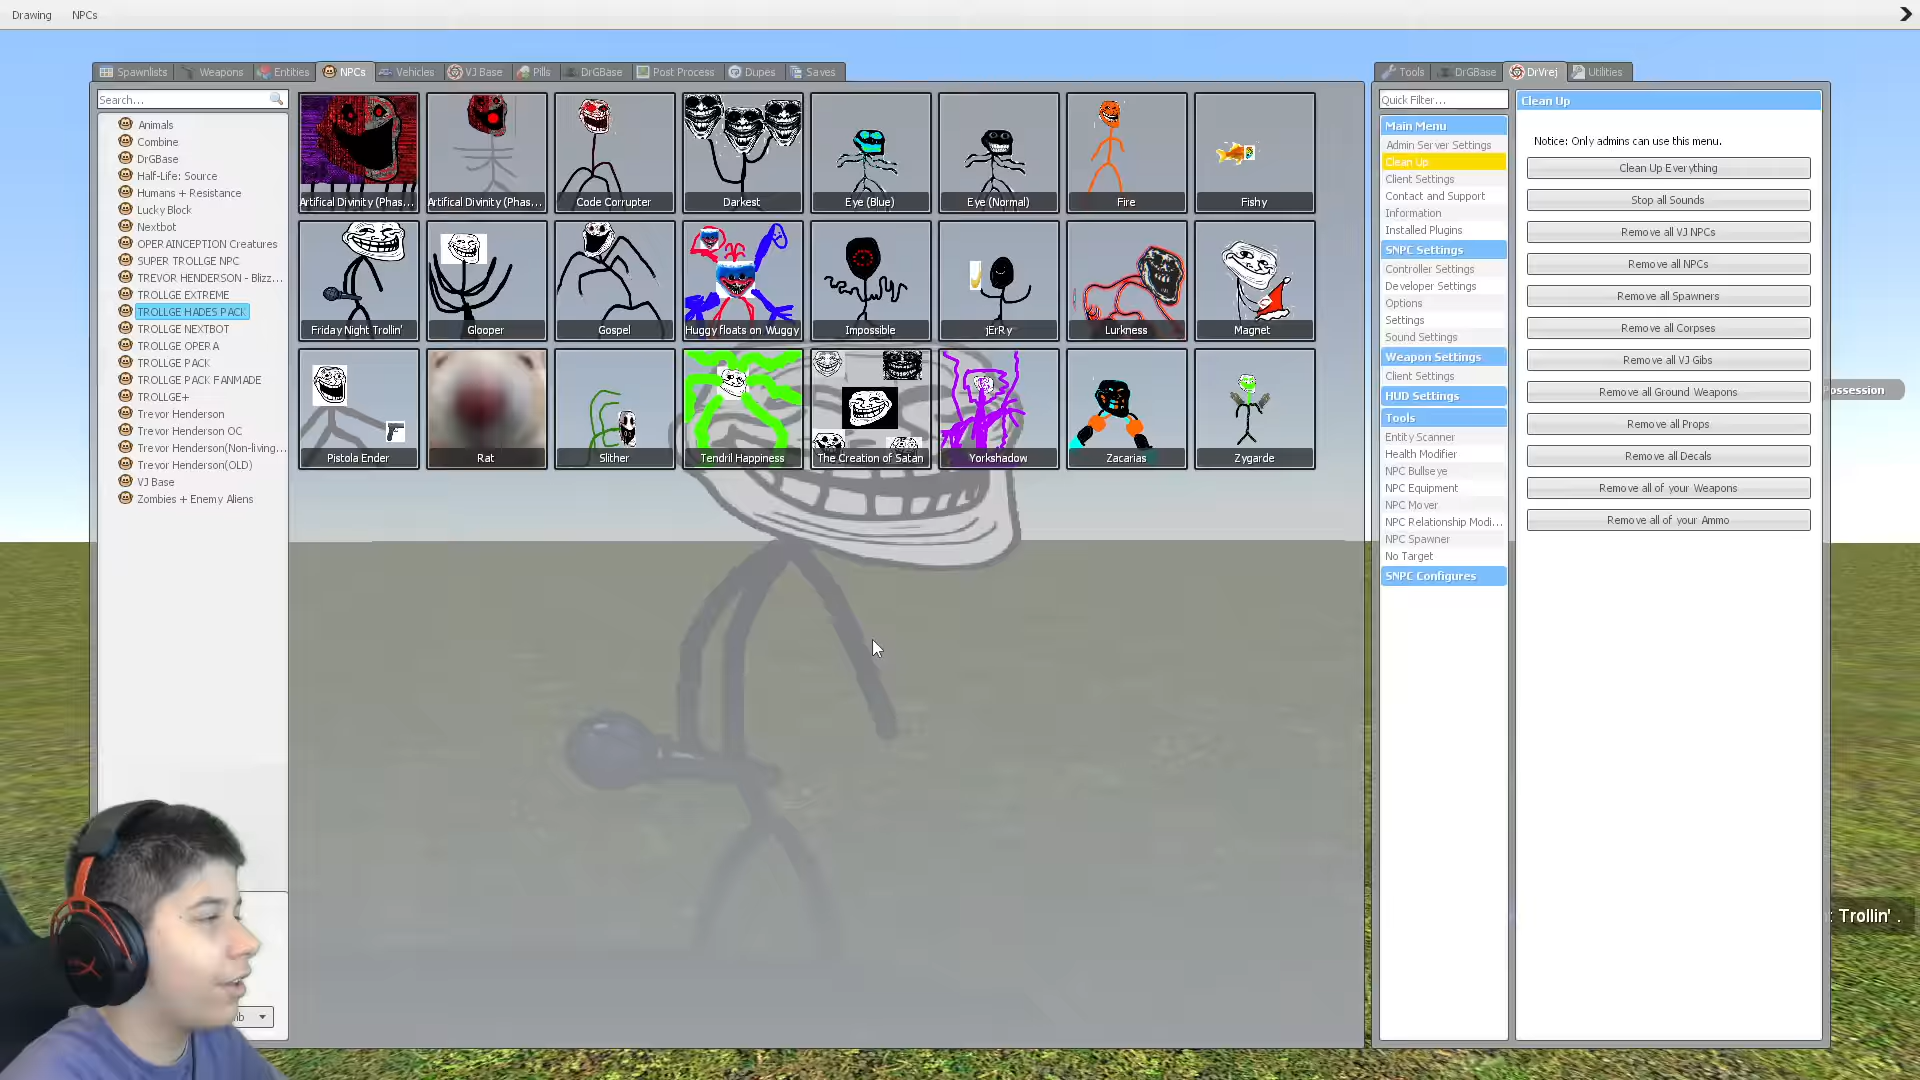 Drawing NPCs
Spawnlists Weapons Entities NPCs Vehicles VJ Base Pills DrGBase Post Process Dupes Saves
Search...
Animals
Combine
DrGBase
Half-Life: Source
Humans + Resistance
Lucky Block
Nextbot
OPERAINCEPTION Creatures
SUPER TROLLGE NPC
TREVOR HENDERSON - Blizz...
TROLLGE EXTREME
TROLLGE HADES PACK
TROLLGE NEXTBOT
TROLLGE OPERA
TROLLGE PACK
TROLLGE PACK FANMADE
TROLLGE+
Trevor Henderson
Trevor Henderson OC
Trevor Henderson(Non-living...
Trevor Henderson(OLD)
VJ Base
Zombies + Enemy Aliens
Artifical Divinity (Phas... Artifical Divinity (Phas... Code Corrupter Darkest Eye (Blue) Eye (Normal) Fire Fishy
Friday Night Trollin' Glooper Gospel Huggy floats on Wuggy Impossible jErRy Lurkness Magnet
Pistola Ender Rat Slither Tendril Happiness The Creation of Satan Yorkshadow Zacarias Zygarde
Tools DrGBase DrVrej Utilities
Quick Filter...
Main Menu
Admin Server Settings
Clean Up
Client Settings
Contact and Support
Information
Installed Plugins
SNPC Settings
Controller Settings
Developer Settings
Options
Settings
Sound Settings
Weapon Settings
Client Settings
HUD Settings
Tools
Entity Scanner
Health Modifier
NPC Bullseye
NPC Equipment
NPC Mover
NPC Relationship Modi...
NPC Spawner
No Target
SNPC Configures
Clean Up
Notice: Only admins can use this menu.
Clean Up Everything
Stop all Sounds
Remove all VJ NPCs
Remove all NPCs
Remove all Spawners
Remove all Corpses
Remove all VJ Gibs
Remove all Ground Weapons
Remove all Props
Remove all Decals
Remove all of your Weapons
Remove all of your Ammo
Possession
: Trollin' .